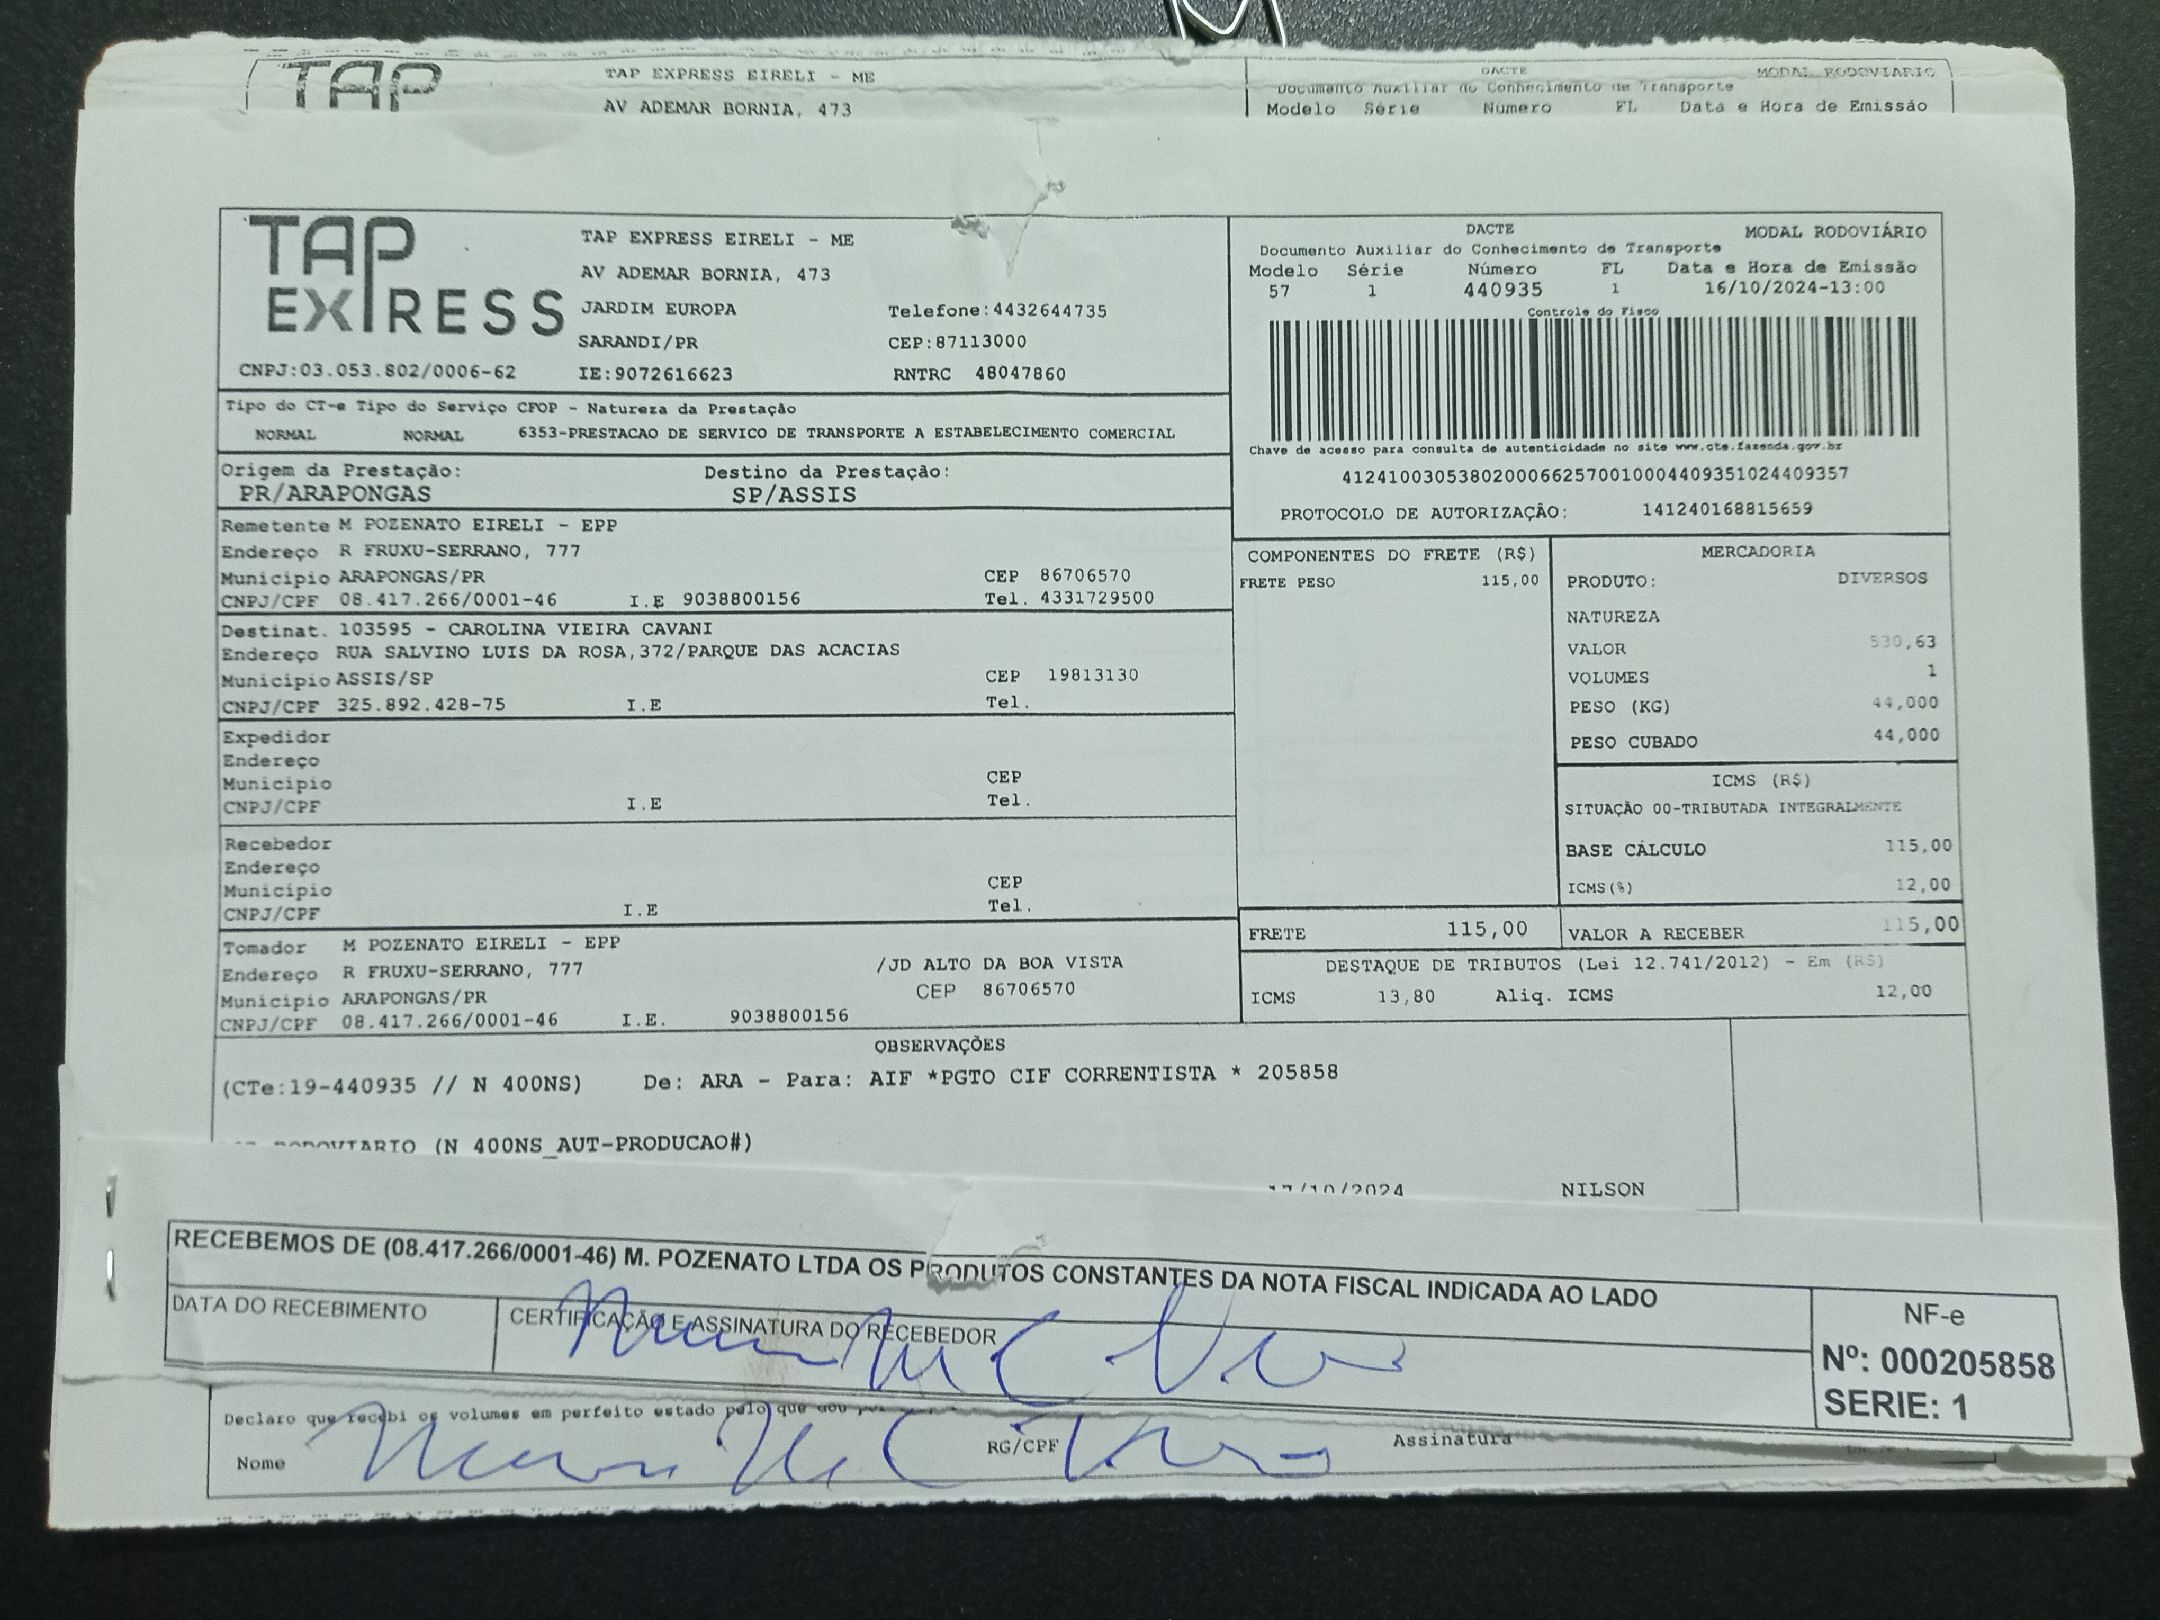 TAP
TAP EXPRESS EIRELI - ME
AV ADEMAR BORNIA, 473
DACTE
MODAL RODOVIÁRIO
Documento Auxiliar do Conhecimento de Transporte
Modelo Série Número FL Data e Hora de Emissão
TAP EXPRESS
CNPJ:03.053.802/0006-62
TAP EXPRESS EIRELI - ME
AV ADEMAR BORNIA, 473
JARDIM EUROPA Telefone:4432644735
SARANDI/PR CEP:87113000
IE:9072616623 RNTRC 48047860
DACTE MODAL RODOVIÁRIO
Documento Auxiliar do Conhecimento de Transporte
Modelo Série Número FL Data e Hora de Emissão
57 1 440935 1 16/10/2024-13:00
Controle do Fisco
Chave de acesso para consulta de autenticidade no site www.cte.fazenda.gov.br
41241003053802000662570010004409351024409357
PROTOCOLO DE AUTORIZAÇÃO: 141240168815659
Tipo do CT-e Tipo do Serviço CFOP - Natureza da Prestação
NORMAL NORMAL 6353-PRESTACAO DE SERVICO DE TRANSPORTE A ESTABELECIMENTO COMERCIAL
Origem da Prestação: Destino da Prestação:
PR/ARAPONGAS SP/ASSIS
Remetente M POZENATO EIRELI - EPP
Endereço R FRUXU-SERRANO, 777
Municipio ARAPONGAS/PR CEP 86706570
CNPJ/CPF 08.417.266/0001-46 I.E 9038800156 Tel. 4331729500
Destinat. 103595 - CAROLINA VIEIRA CAVANI
Endereço RUA SALVINO LUIS DA ROSA,372/PARQUE DAS ACACIAS
Municipio ASSIS/SP CEP 19813130
CNPJ/CPF 325.892.428-75 I.E Tel.
Expedidor
Endereço
Municipio CEP
CNPJ/CPF I.E Tel.
Recebedor
Endereço
Municipio CEP
CNPJ/CPF I.E Tel.
Tomador M POZENATO EIRELI - EPP
Endereço R FRUXU-SERRANO, 777 /JD ALTO DA BOA VISTA
Municipio ARAPONGAS/PR CEP 86706570
CNPJ/CPF 08.417.266/0001-46 I.E. 9038800156
COMPONENTES DO FRETE (R$)
FRETE PESO 115,00
MERCADORIA
PRODUTO: DIVERSOS
NATUREZA
VALOR 530,63
VOLUMES 1
PESO (KG) 44,000
PESO CUBADO 44,000
ICMS (R$)
SITUAÇÃO 00-TRIBUTADA INTEGRALMENTE
BASE CÁLCULO 115,00
ICMS(%) 12,00
FRETE 115,00 VALOR A RECEBER 115,00
DESTAQUE DE TRIBUTOS (Lei 12.741/2012) - Em (R$)
ICMS 13,80 Aliq. ICMS 12,00
OBSERVAÇÕES
(CTe:19-440935 // N 400NS) De: ARA - Para: AIF *PGTO CIF CORRENTISTA * 205858
RODOVIARIO (N 400NS_AUT-PRODUCAO#)
17/10/2024 NILSON
RECEBEMOS DE (08.417.266/0001-46) M. POZENATO LTDA OS PRODUTOS CONSTANTES DA NOTA FISCAL INDICADA AO LADO
DATA DO RECEBIMENTO CERTIFICAÇÃO E ASSINATURA DO RECEBEDOR
NF-e
Nº: 000205858
SERIE: 1
Declaro que recebi os volumes em perfeito estado pelo que dou
Nome RG/CPF Assinatura